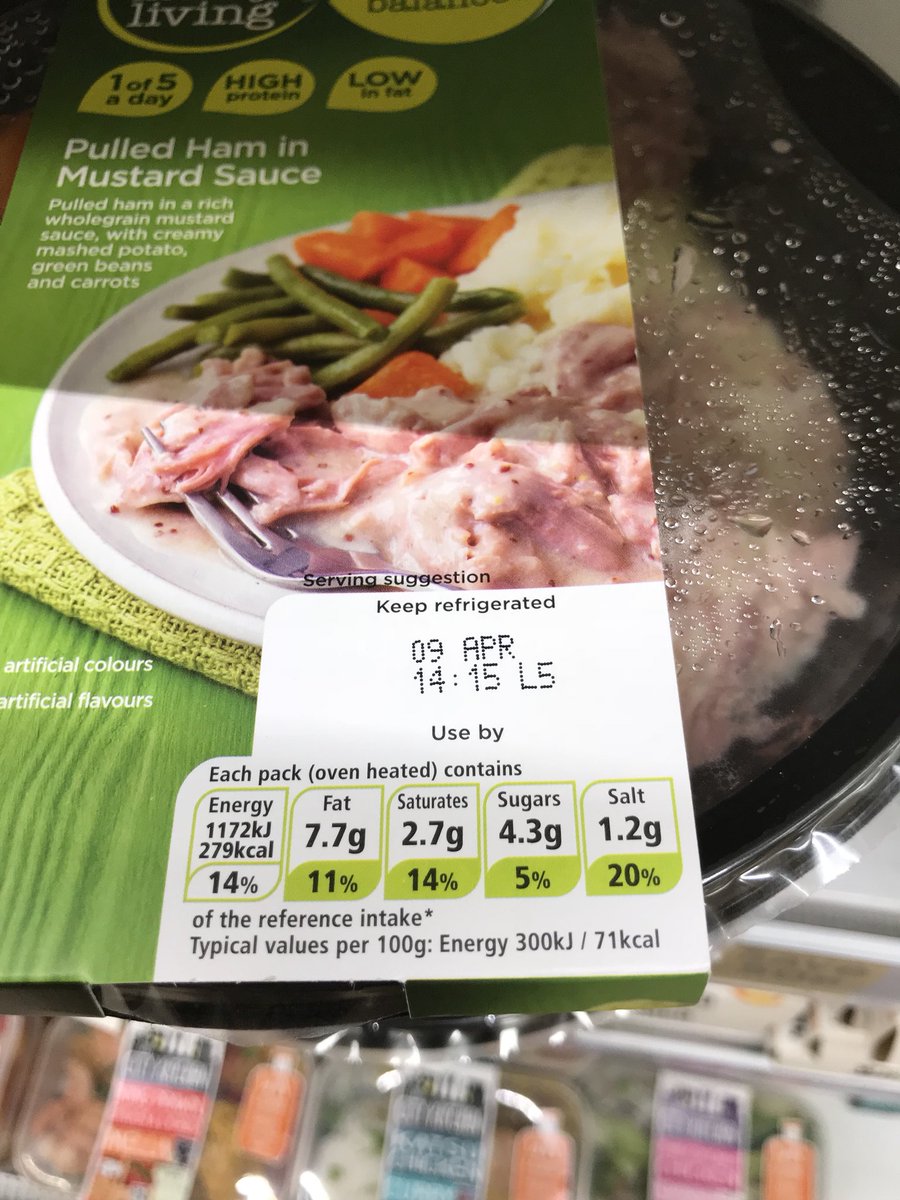 living
balance
1 of 5
a day
HIGH
protein
LOW
in fat
Pulled Ham in
Mustard Sauce
Pulled ham in a rich
wholegrain mustard
sauce, with creamy
mashed potato,
green beans
and carrots
Serving suggestion
Keep refrigerated
09 APR
14:15 L5
Use by
artificial colours
artificial flavours
Each pack (oven heated) contains
Energy
1172kJ
279kcal
14%
Fat
7.7g
11%
Saturates
2.7g
14%
Sugars
4.3g
5%
Salt
1.2g
20%
of the reference intake*
Typical values per 100g: Energy 300kJ / 71kcal